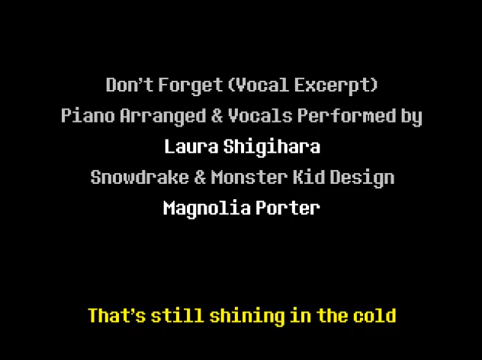 Don't Forget (Vocal Excerpt)
Piano Arranged & Vocals Performed by
Laura Shigihara
Snowdrake & Monster Kid Design
Magnolia Porter
That's still shining in the cold